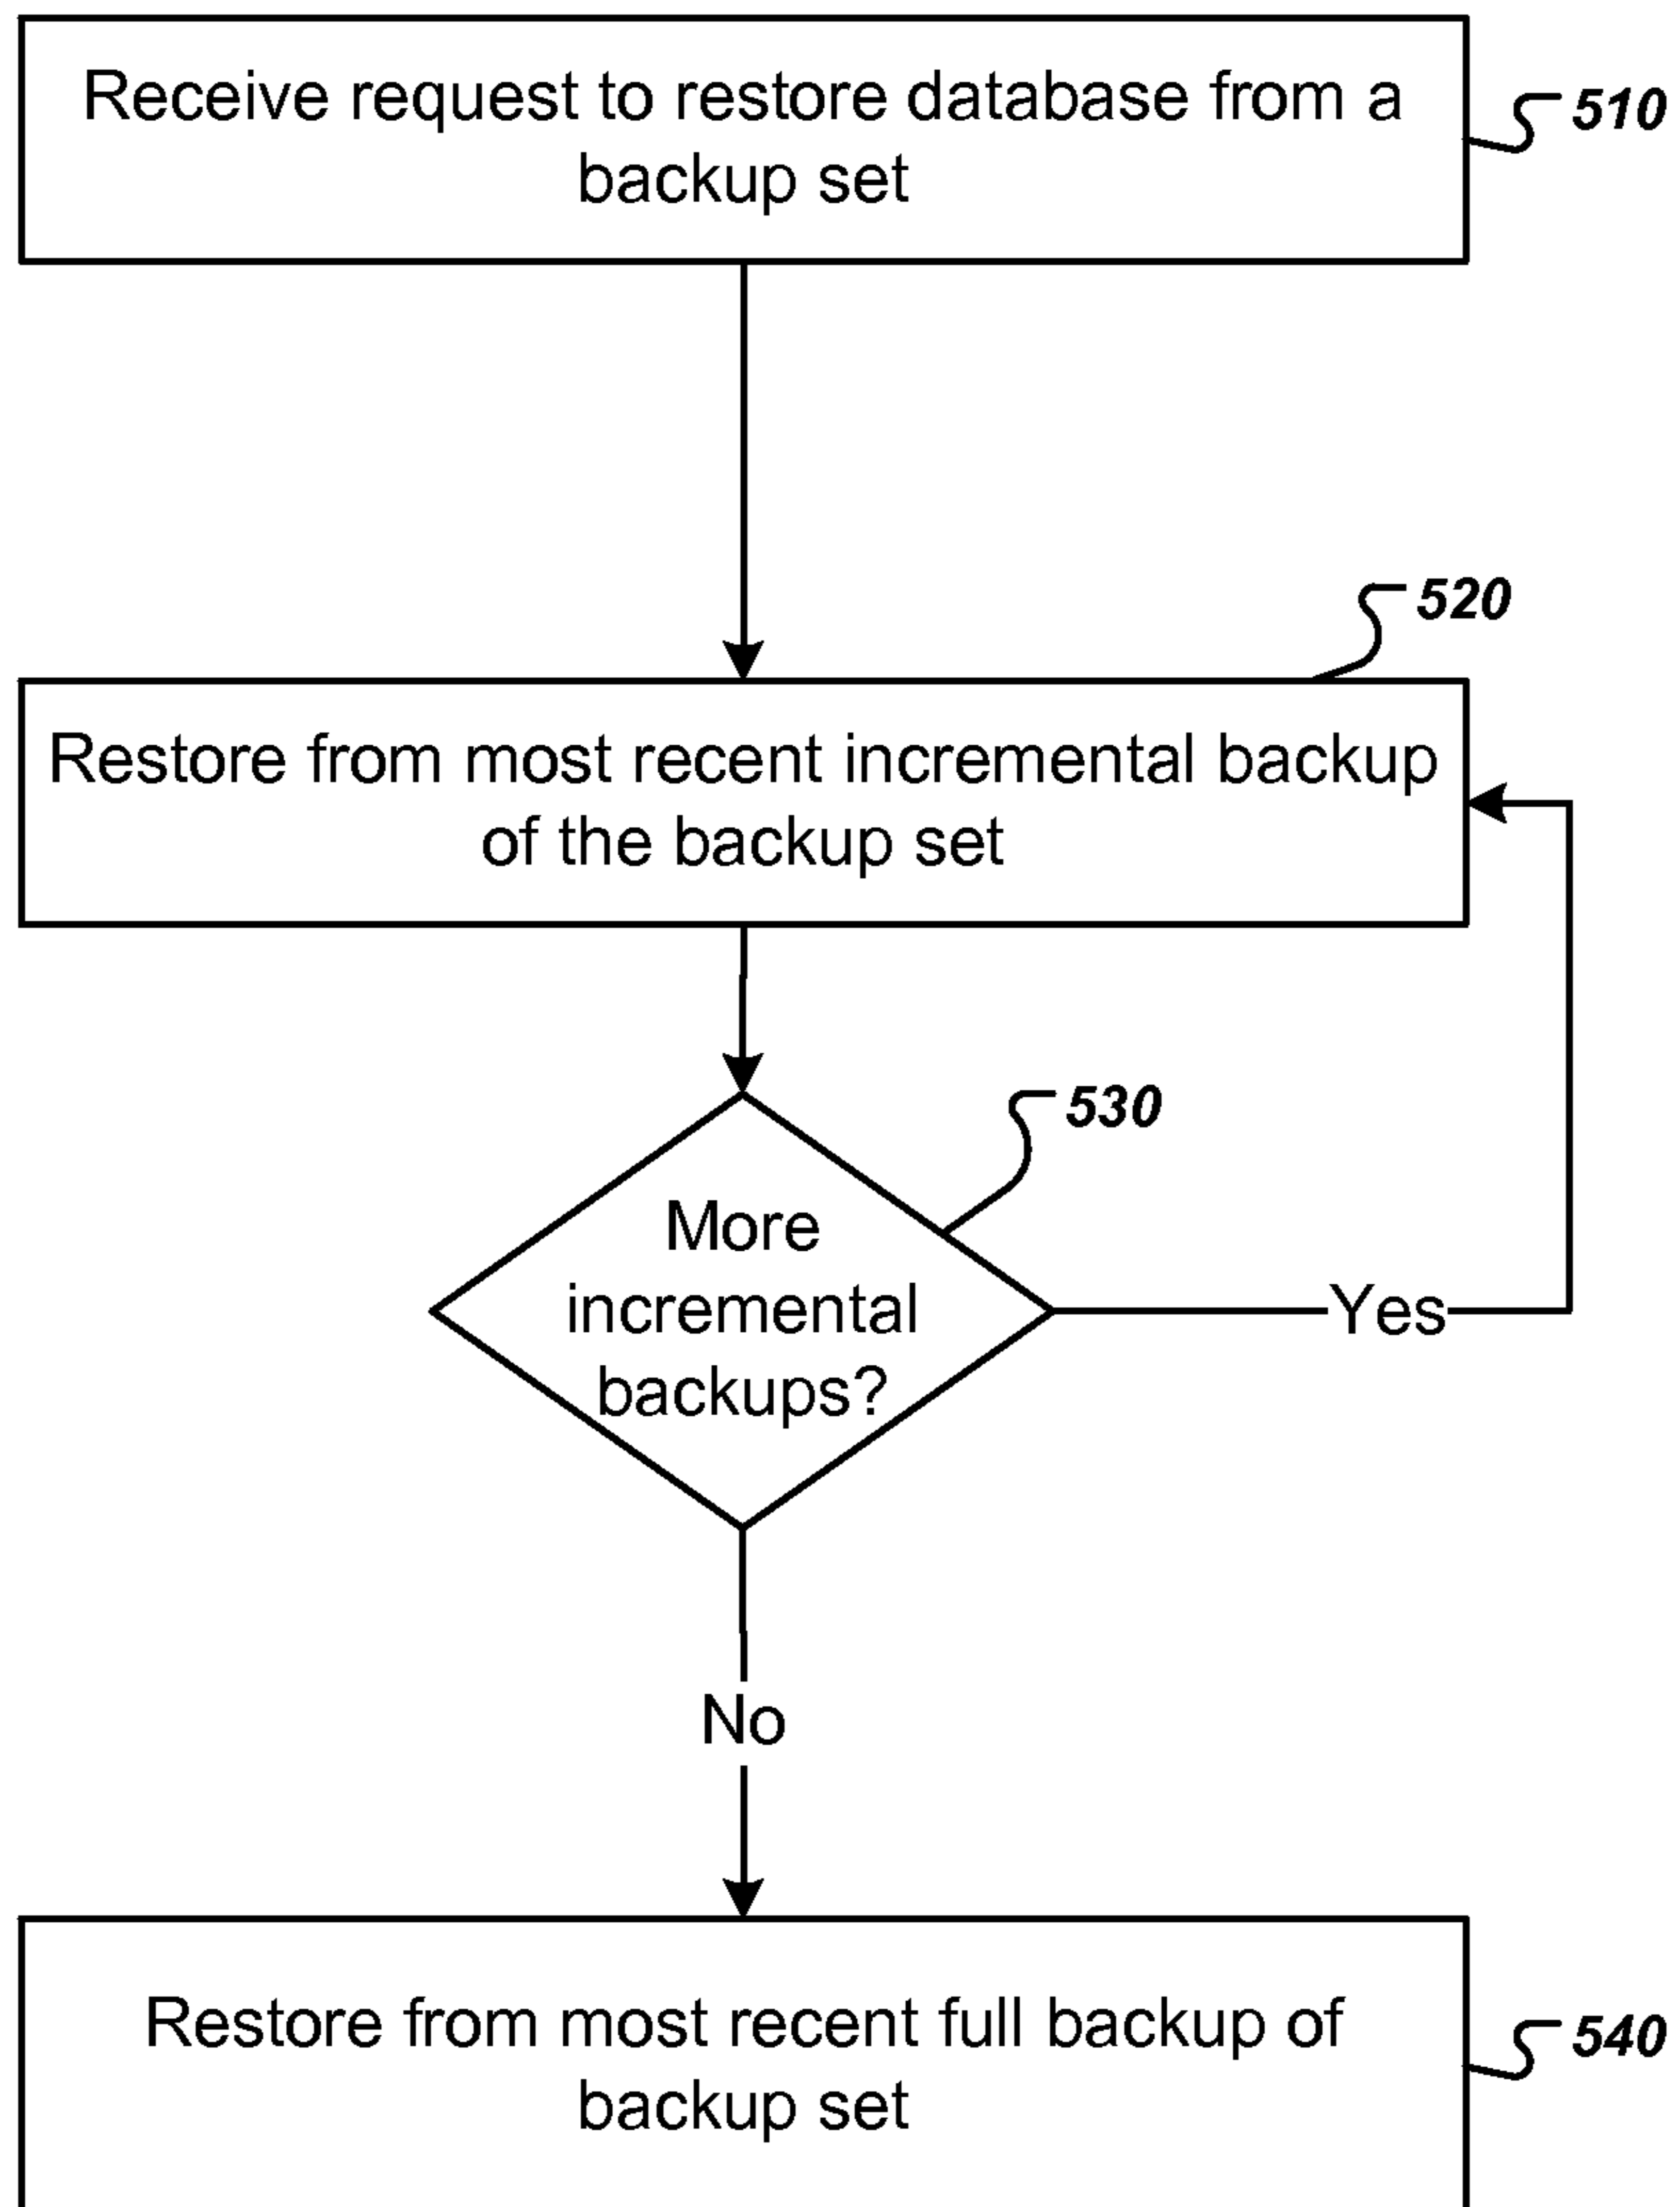 Receive request to restore database from a
backup set
510
520
Restore from most recent incremental backup
of the backup set
530
More
incremental
backups?
Yes
No
Restore from most recent full backup of
backup set
540